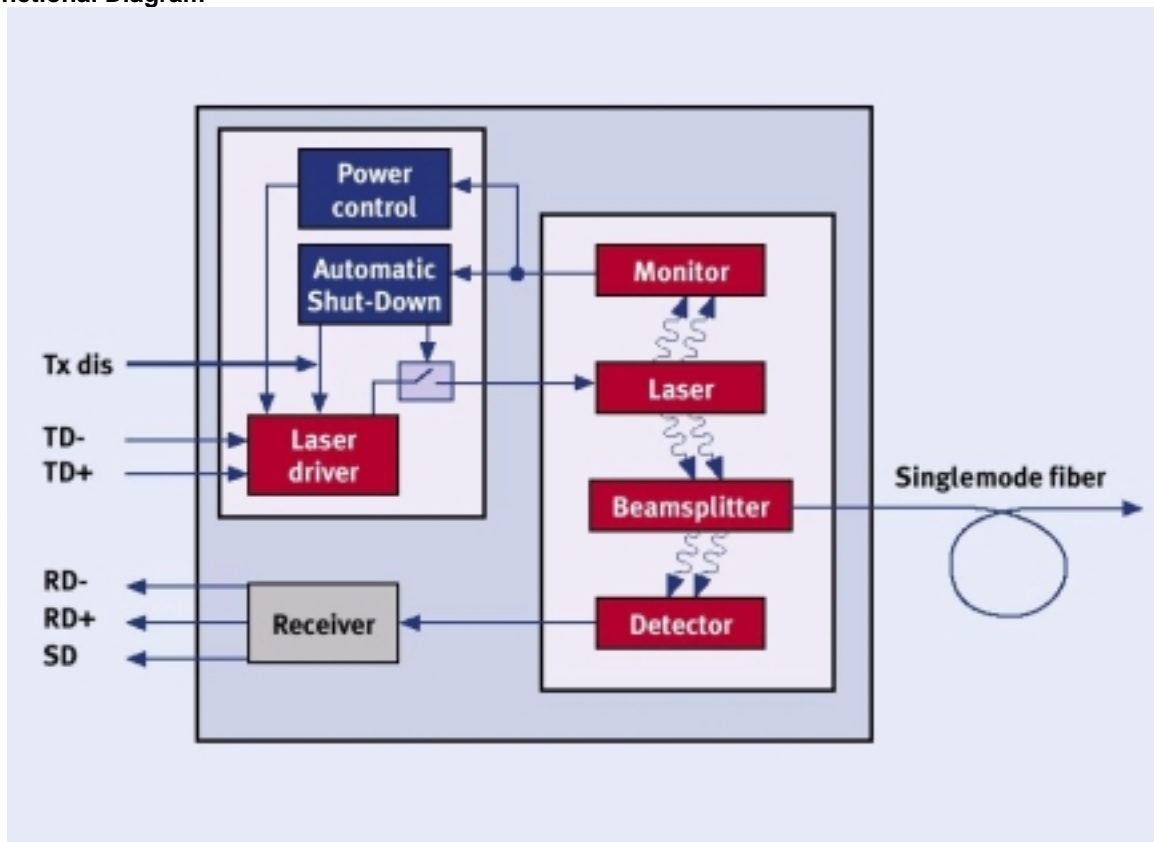 Power
control
Automatic
Shut-Down
Monitor
Tx dis
Laser
TD-
TD+
Laser
driver
Singlemode fiber
Beamsplitter
RD-
RD+
SD
Receiver
Detector